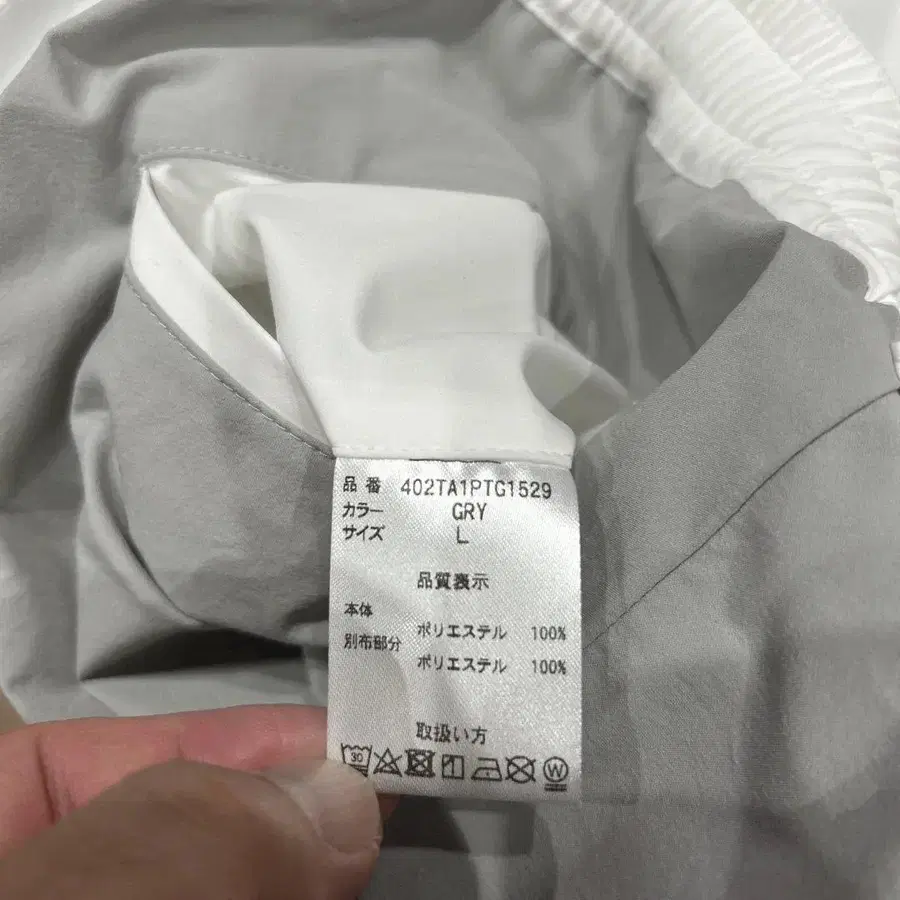 品番 402TA1PTG1529
カラー GRY
サイズ L
品質表示
本体
ポリエステル 100%
別布部分
ポリエステル 100%
取扱い方
30
W